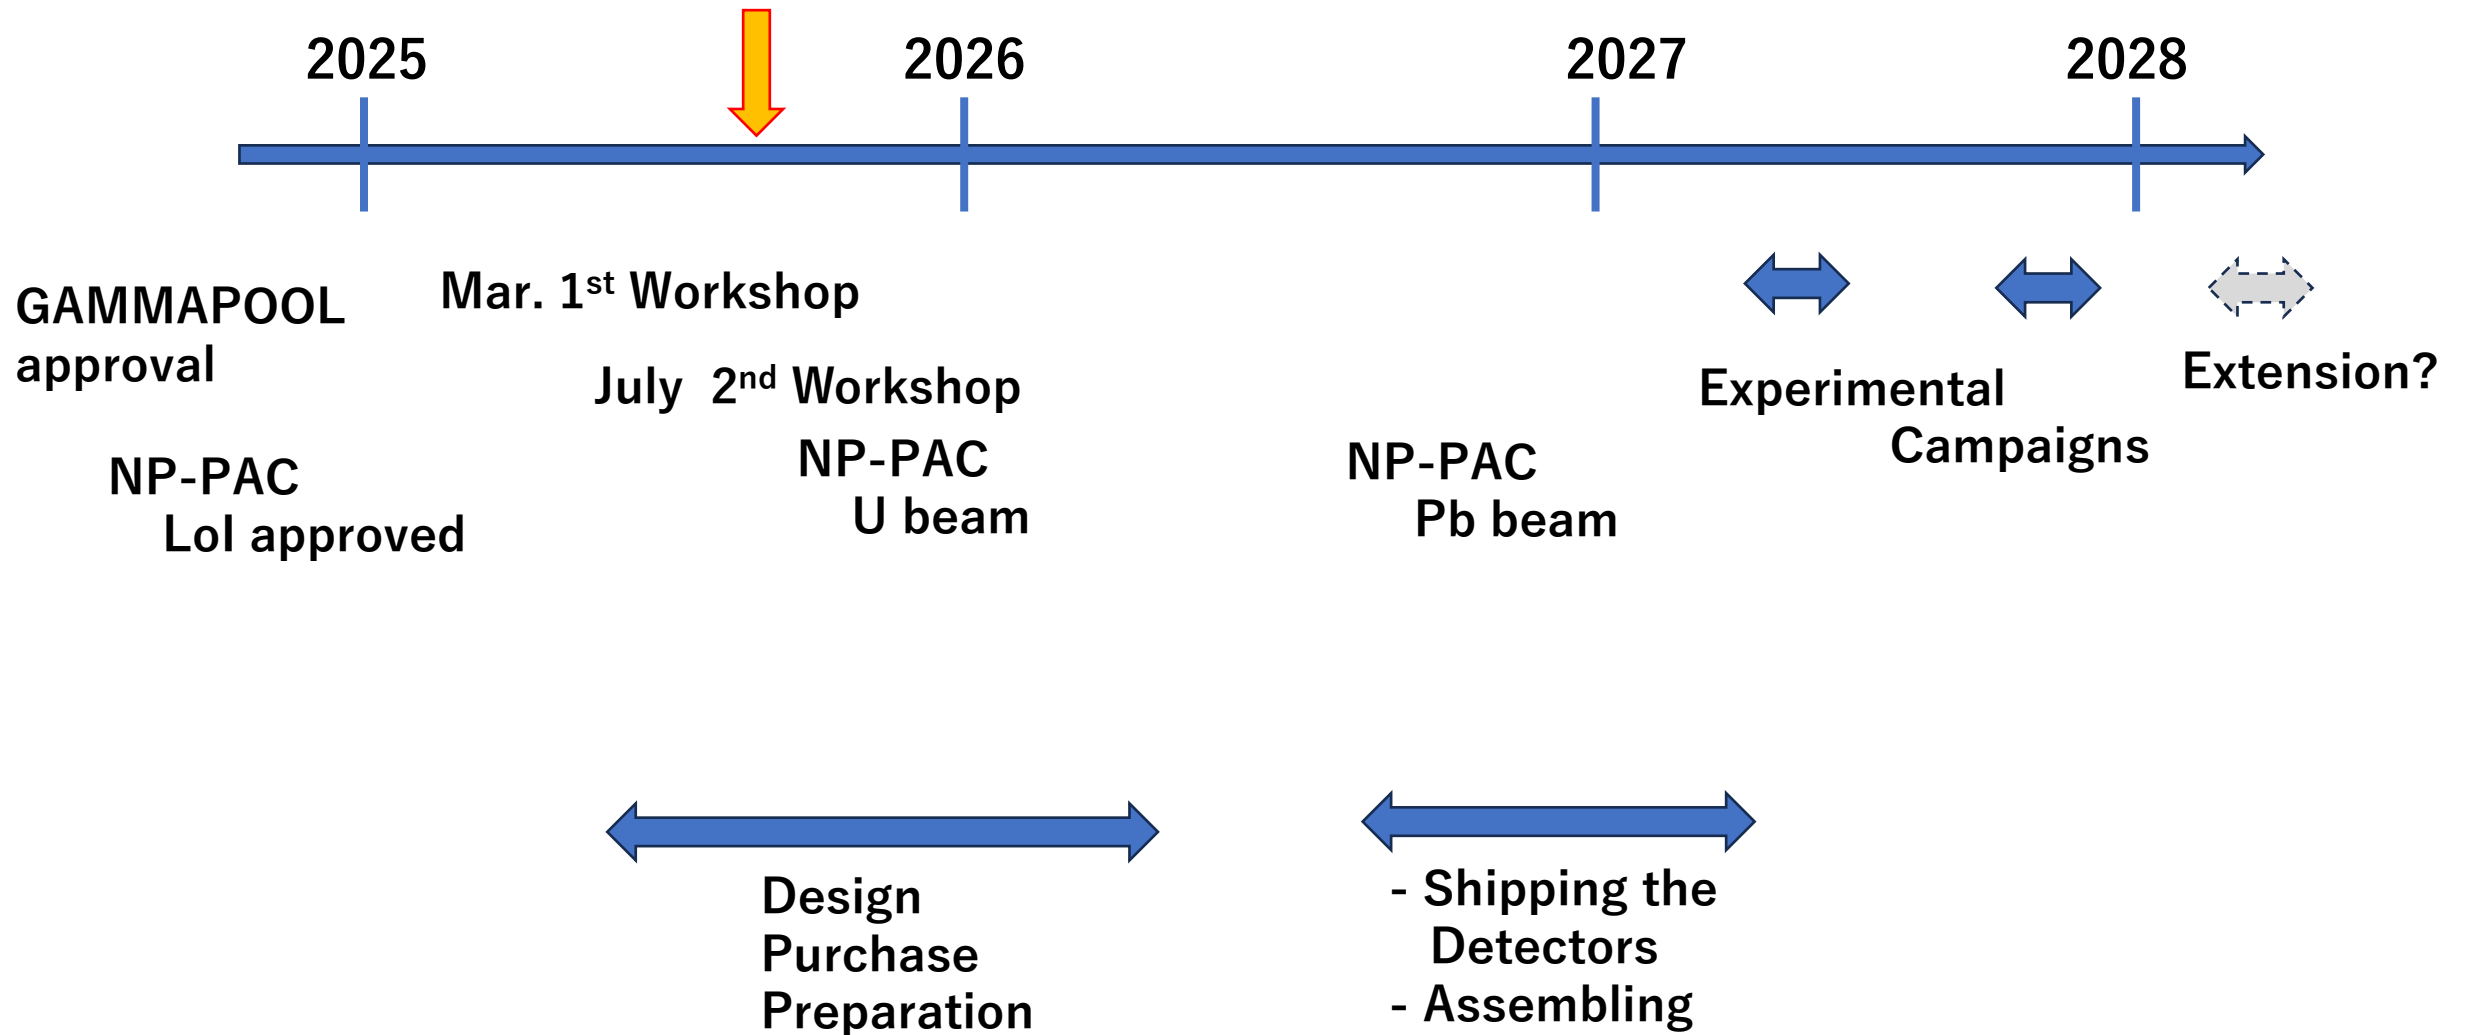 2025
2026
2027
2028
GAMMAPOOL
approval
Mar. 1st Workshop
July 2nd Workshop
NP-PAC
LoI approved
NP-PAC
U beam
NP-PAC
Pb beam
Experimental
Campaigns
Extension?
Design
Purchase
Preparation
- Shipping the
Detectors
- Assembling